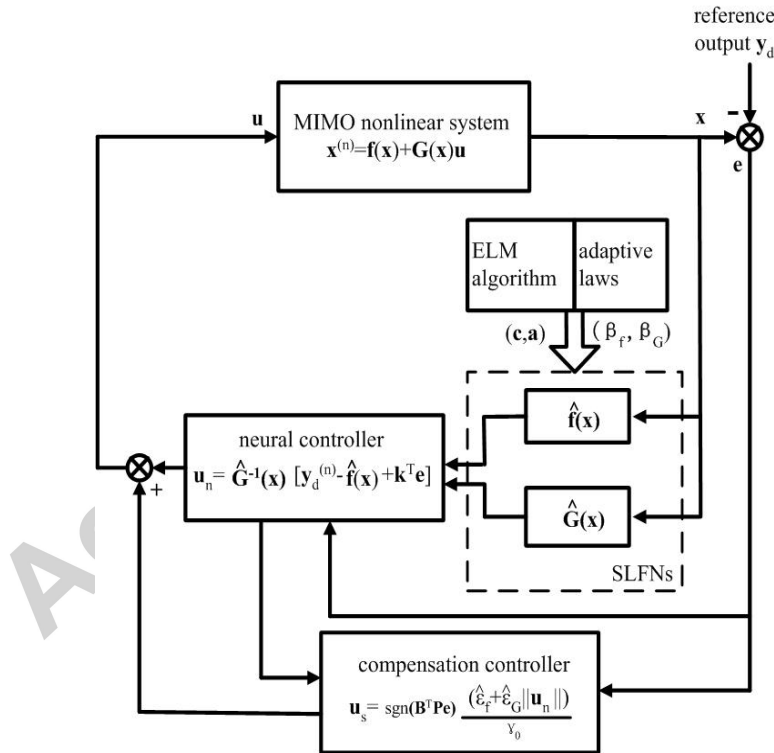 reference
output y_d
u
MIMO nonlinear system
x^(n)=f(x)+G(x)u
x
-
e
ELM algorithm
adaptive laws
(c,a)
(β_f, β_G)
f̂(x)
Ĝ(x)
SLFNs
neural controller
u_n= Ĝ^-1(x) [y_d^(n)-f̂(x)+k^T e]
+
compensation controller
u_s= sgn(B^T Pe) (ε̂_f+ε̂_G||u_n||)/γ_0